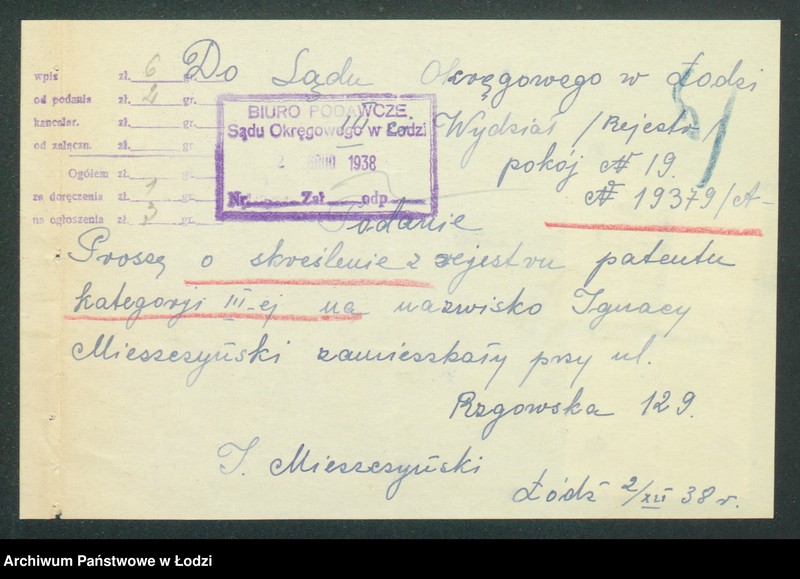 Do Sądu Okręgowego w Łodzi
wpis zł. 6 gr.
od podania zł. 2 gr.
kancelar. zł. gr.
od załączn. zł. gr.
Ogółem zł. gr.
za doręczenia zł. 1 gr.
na ogłoszenia zł. 3 gr.
BIURO PODAWCZE
Sądu Okręgowego w Łodzi
2 GRUD 1938
Nr. Zał. odp.
III Wydział /Rejestr/
pokój № 19.
№ 19379/A-
Podanie
Proszę o skreślenie z rejestru patentu
kategorji III-ej na nazwisko Ignacy
Mieszczyński zamieszkały przy ul.
Rzgowska 129.
I. Mieszczyński
Łódź 2/XII 38 r.
Archiwum Państwowe w Łodzi